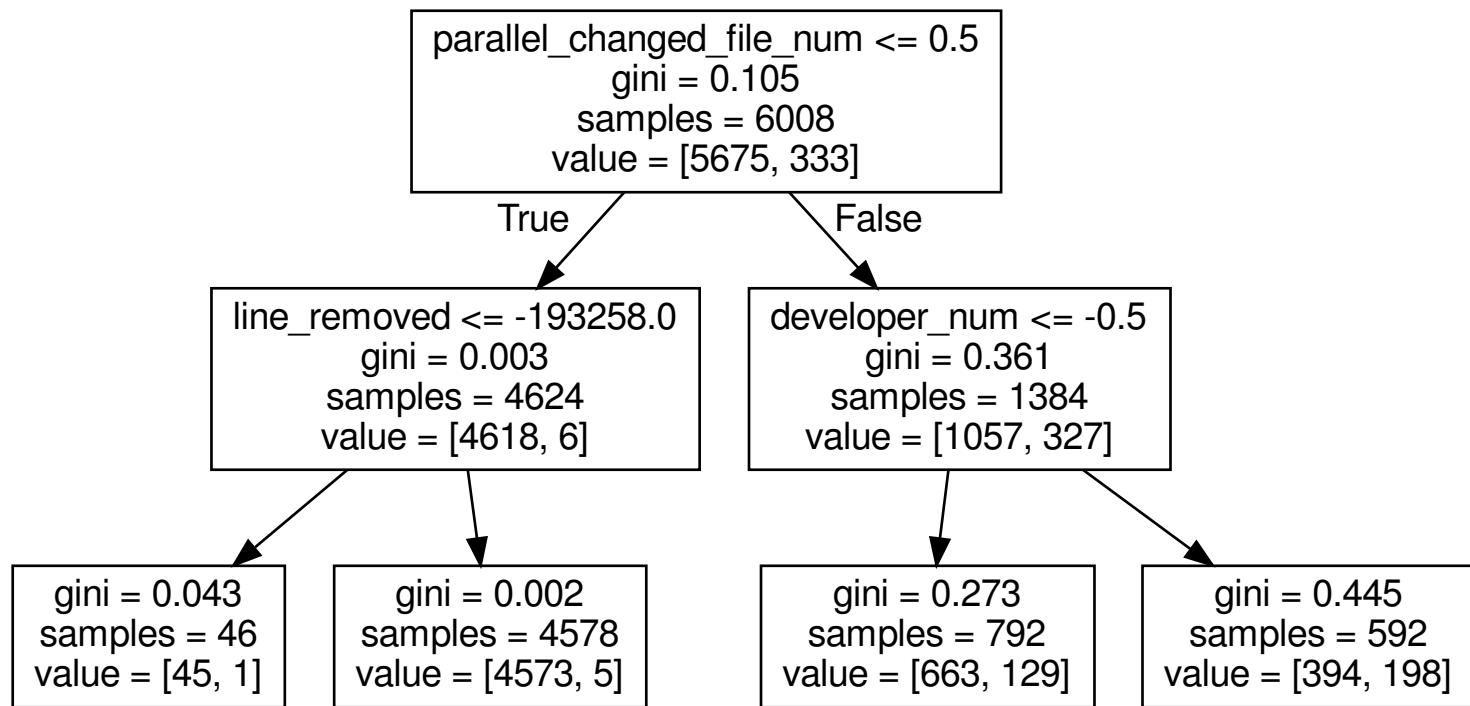 parallel_changed_file_num <= 0.5
gini = 0.105
samples = 6008
value = [5675, 333]
True
False
line_removed <= -193258.0
gini = 0.003
samples = 4624
value = [4618, 6]
developer_num <= -0.5
gini = 0.361
samples = 1384
value = [1057, 327]
gini = 0.043
samples = 46
value = [45, 1]
gini = 0.002
samples = 4578
value = [4573, 5]
gini = 0.273
samples = 792
value = [663, 129]
gini = 0.445
samples = 592
value = [394, 198]